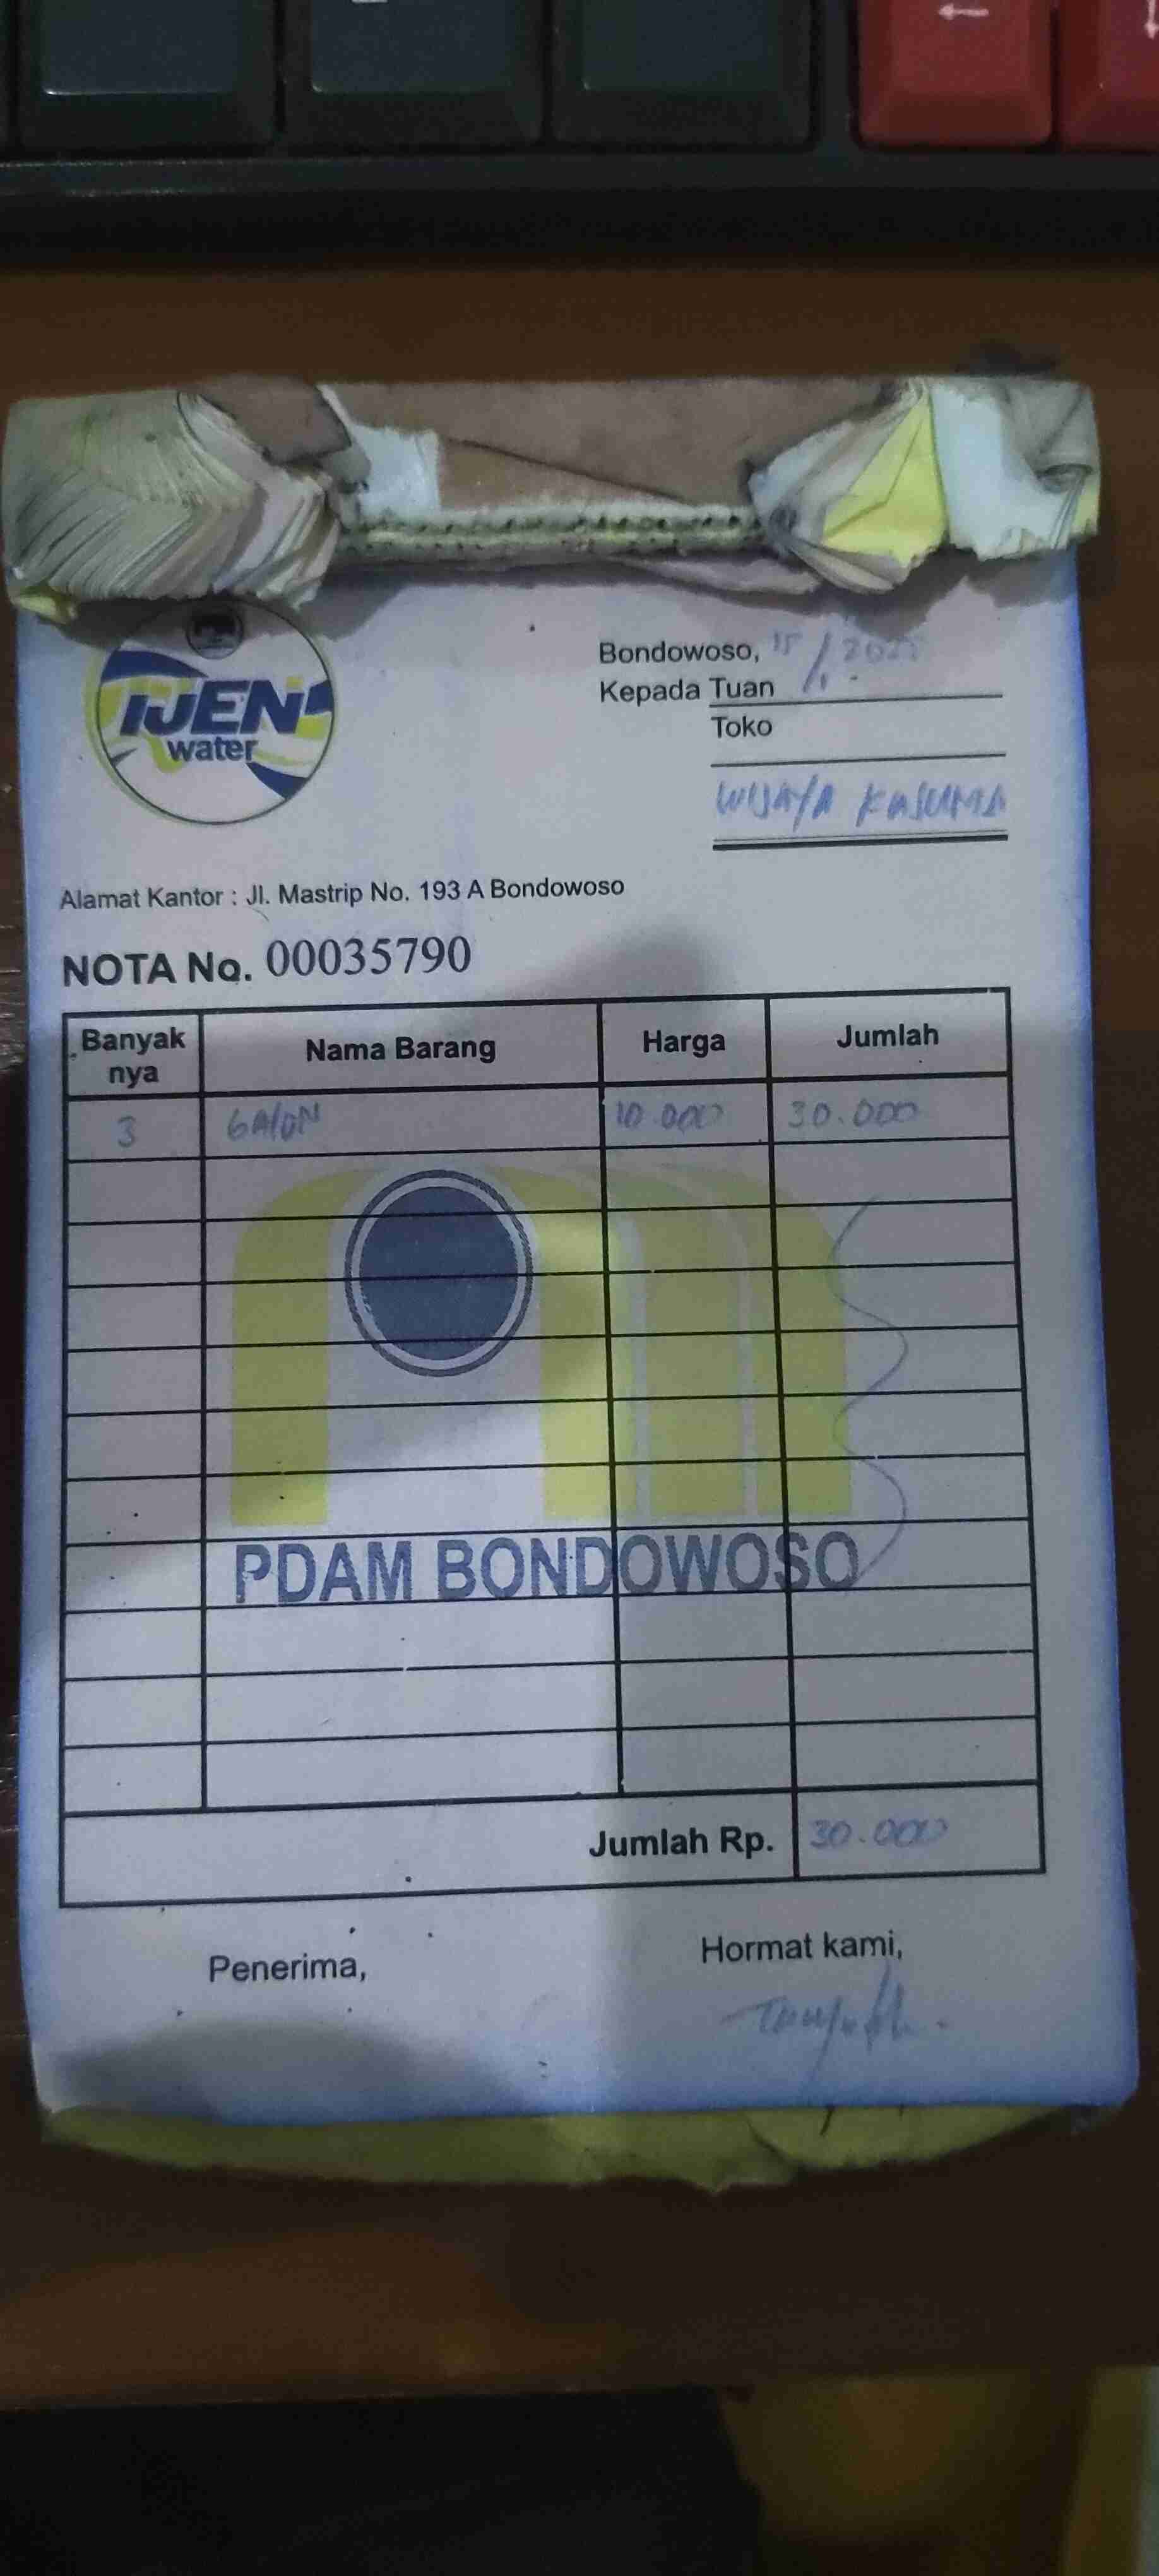 IJEN
water
Bondowoso, 15/1. 2025
Kepada Tuan
Toko
WIJAYA KUSUMA
Alamat Kantor : Jl. Mastrip No. 193 A Bondowoso
NOTA No. 00035790
Banyak nya Nama Barang Harga Jumlah
3 GALON 10.000 30.000
PDAM BONDOWOSO
Jumlah Rp. 30.000
Penerima, Hormat kami,